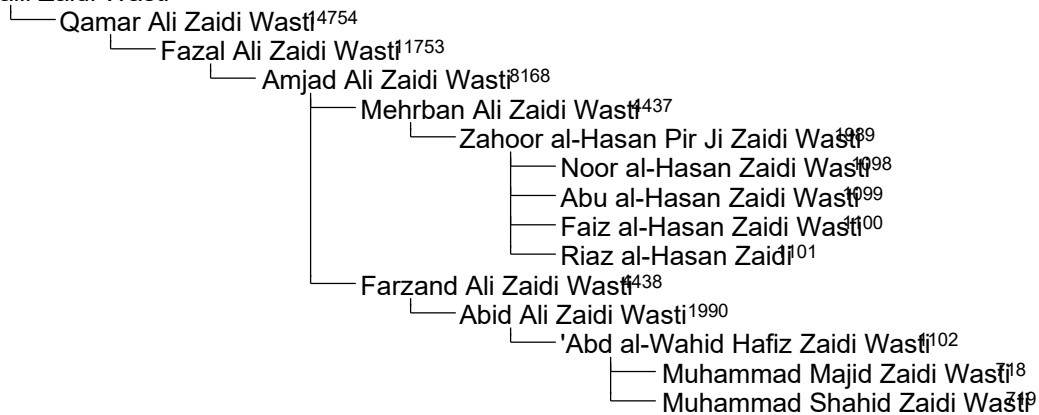 Qamar Ali Zaidi Wasti14754
Fazal Ali Zaidi Wasti11753
Amjad Ali Zaidi Wasti8168
Mehrban Ali Zaidi Wasti4437
Zahoor al-Hasan Pir Ji Zaidi Wasti1989
Noor al-Hasan Zaidi Wasti1098
Abu al-Hasan Zaidi Wasti1099
Faiz al-Hasan Zaidi Wasti1100
Riaz al-Hasan Zaidi1101
Farzand Ali Zaidi Wasti4438
Abid Ali Zaidi Wasti1990
'Abd al-Wahid Hafiz Zaidi Wasti1102
Muhammad Majid Zaidi Wasti718
Muhammad Shahid Zaidi Wasti719